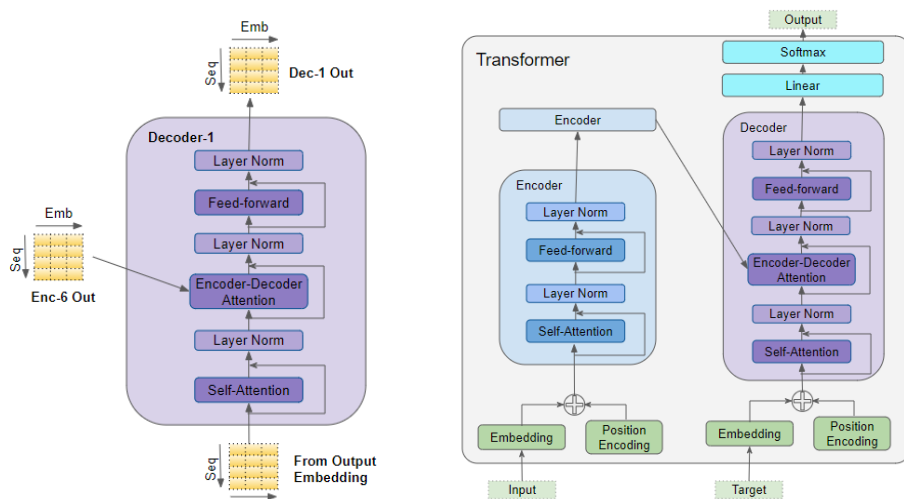 Emb
Seq
Dec-1 Out
Decoder-1
Layer Norm
Feed-forward
Layer Norm
Emb
Seq
Enc-6 Out
Encoder-Decoder
Attention
Layer Norm
Self-Attention
Seq
From Output
Embedding
Output
Transformer
Softmax
Linear
Encoder
Encoder
Layer Norm
Feed-forward
Layer Norm
Self-Attention
Decoder
Layer Norm
Feed-forward
Layer Norm
Encoder-Decoder
Attention
Layer Norm
Self-Attention
Embedding
Position
Encoding
Embedding
Position
Encoding
Input
Target